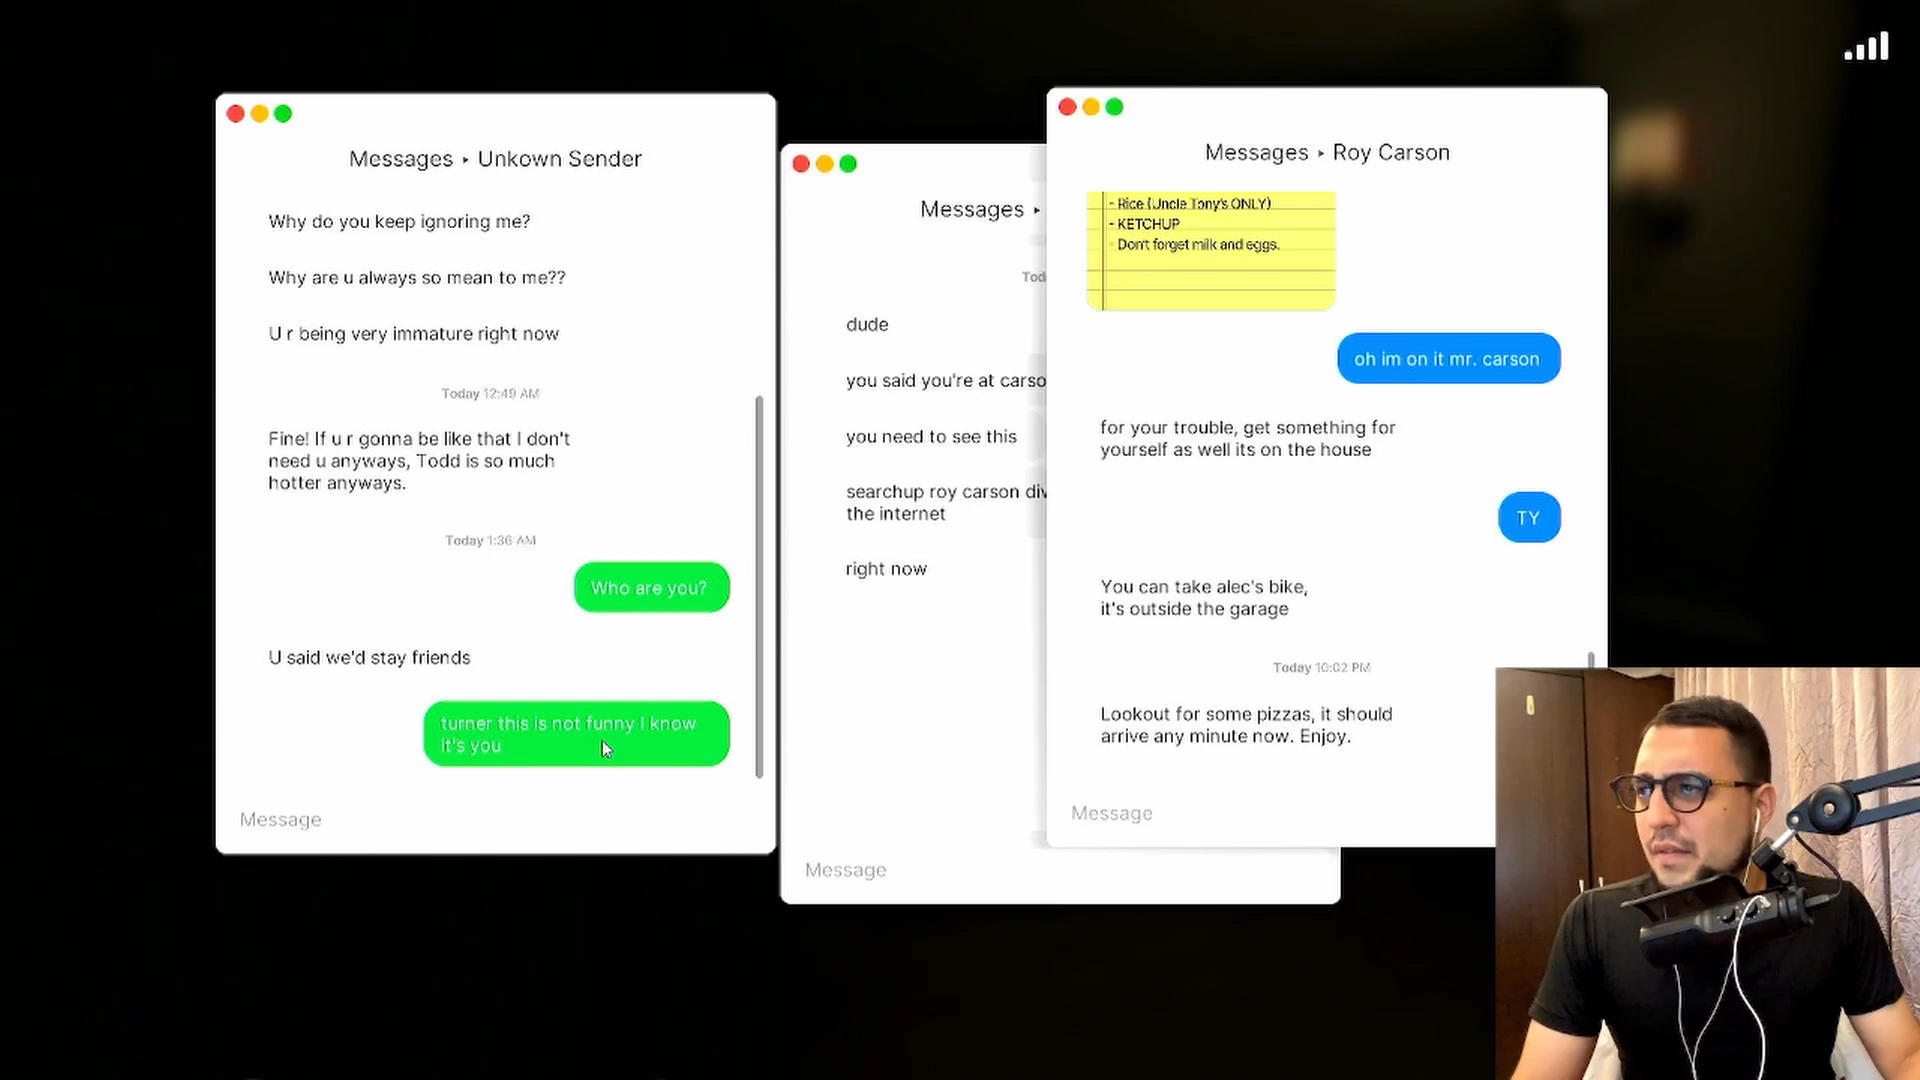 Messages ▸ Unkown Sender
Why do you keep ignoring me?
Why are u always so mean to me??
U r being very immature right now
Today 12:49 AM
Fine! If u r gonna be like that I don't
need u anyways, Todd is so much
hotter anyways.
Today 1:36 AM
Who are you?
U said we'd stay friends
turner this is not funny I know
it's you
Message
Messages ▸
dude
you said you're at
you need to see this
searchup roy carson
the internet
right now
Message
Messages ▸ Roy Carson
- Rice (Uncle Tony's ONLY)
- KETCHUP
- Don't forget milk and eggs.
oh im on it mr. carson
for your trouble, get something for
yourself as well its on the house
TY
You can take alec's bike,
it's outside the garage
Today 10:02 PM
Lookout for some pizzas, it should
arrive any minute now. Enjoy.
Message